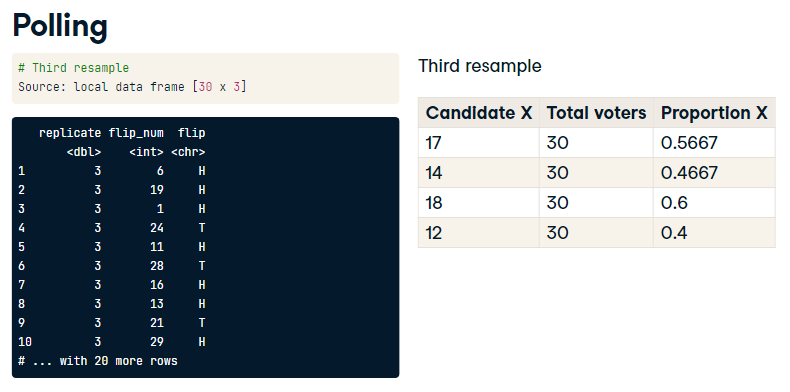 Polling
# Third resample
Source: local data frame [30 x 3]
replicate flip_num flip
<dbl> <int> <chr>
1 3 6 H
2 3 19 H
3 3 1 H
4 3 24 T
5 3 11 H
6 3 28 T
7 3 16 H
8 3 13 H
9 3 21 T
10 3 29 H
# ... with 20 more rows
Third resample
Candidate X Total voters Proportion X
17 30 0.5667
14 30 0.4667
18 30 0.6
12 30 0.4